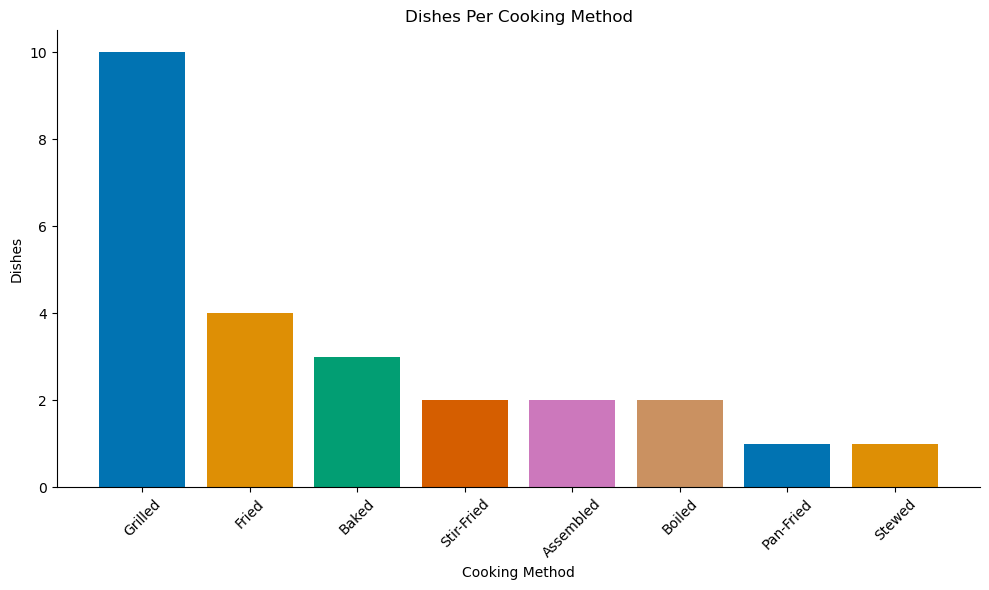 Dishes Per Cooking Method
Dishes
10
8
6
4
2
0
Grilled
Fried
Baked
Stir-Fried
Assembled
Boiled
Pan-Fried
Stewed
Cooking Method